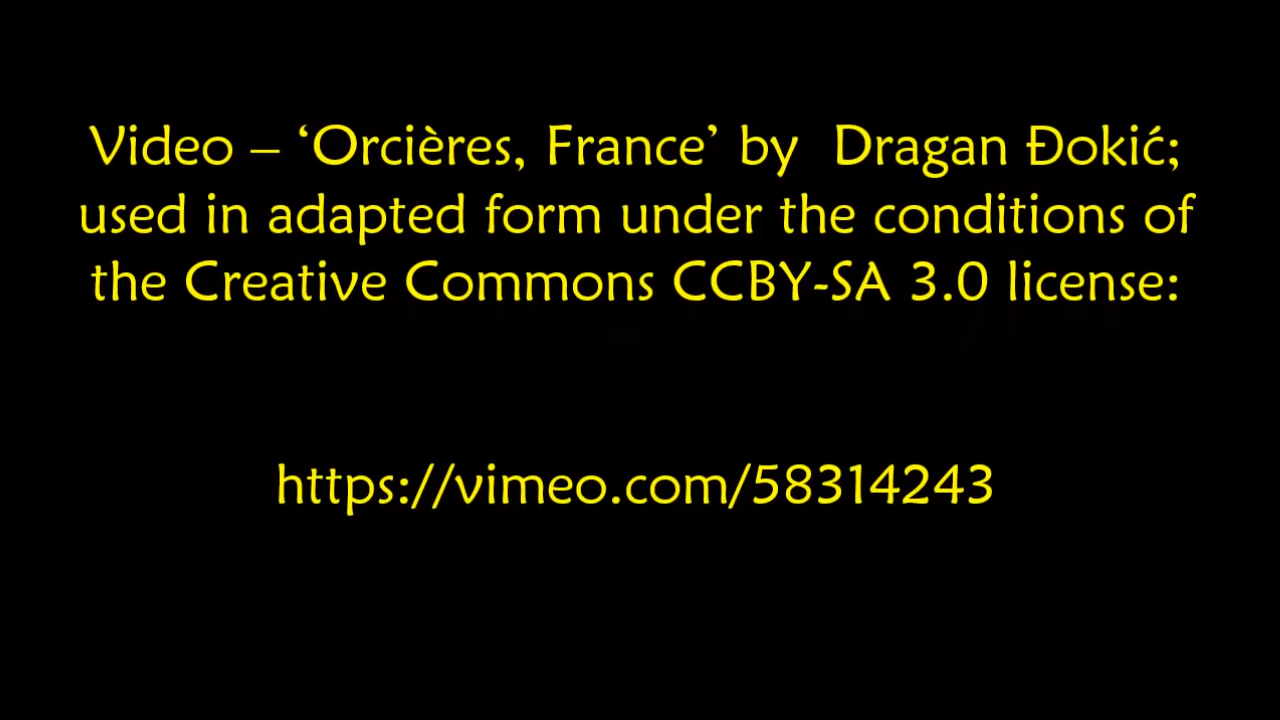 Video – ‘Orcières, France’ by  Dragan Đokić;
used in adapted form under the conditions of
the Creative Commons CCBY-SA 3.0 license:
https://vimeo.com/58314243